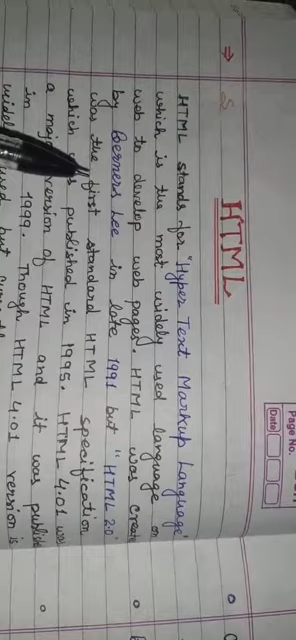 Page No.
Date
HTML
HTML stands for "Hyper Text Markup Language"
which is the most widely used language on
web to develop web pages. HTML was create
by Berners Lee in late 1991 but "HTML 2.0"
was the first standard HTML specification
which published in 1995. HTML 4.01 was
a major version of HTML and it was publish
in 1999. Though HTML 4.01 version is